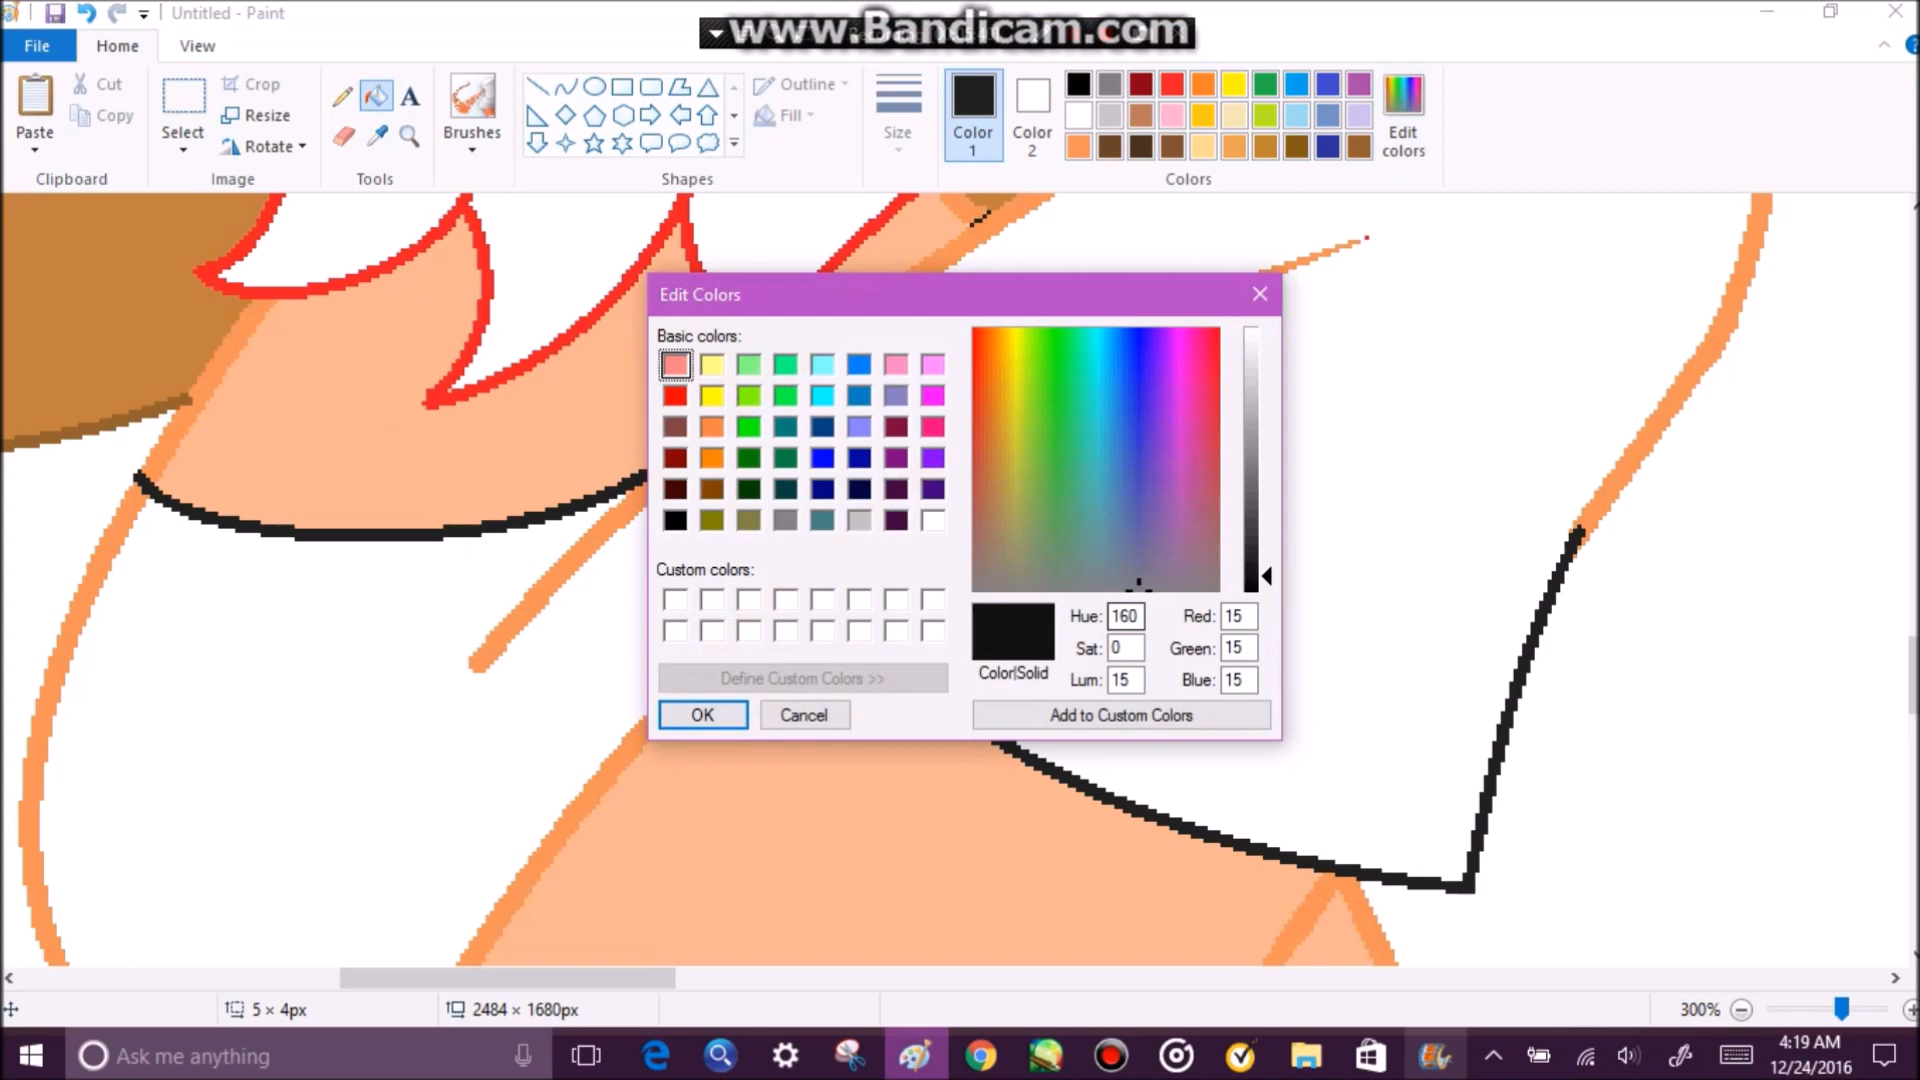 Untitled - Paint
www.Bandicam.com
File Home View
Paste
Cut
Copy
Clipboard
Select
Crop
Resize
Rotate
Image
A
Tools
Brushes
Outline
Fill
Shapes
Size
Color
1
Color
2
Edit
colors
Colors
Edit Colors
Basic colors:
Custom colors:
Define Custom Colors >>
OK
Cancel
Color|Solid
Hue: 160
Sat: 0
Lum: 15
Red: 15
Green: 15
Blue: 15
Add to Custom Colors
5 × 4px
2484 × 1680px
300%
Ask me anything
4:19 AM
12/24/2016